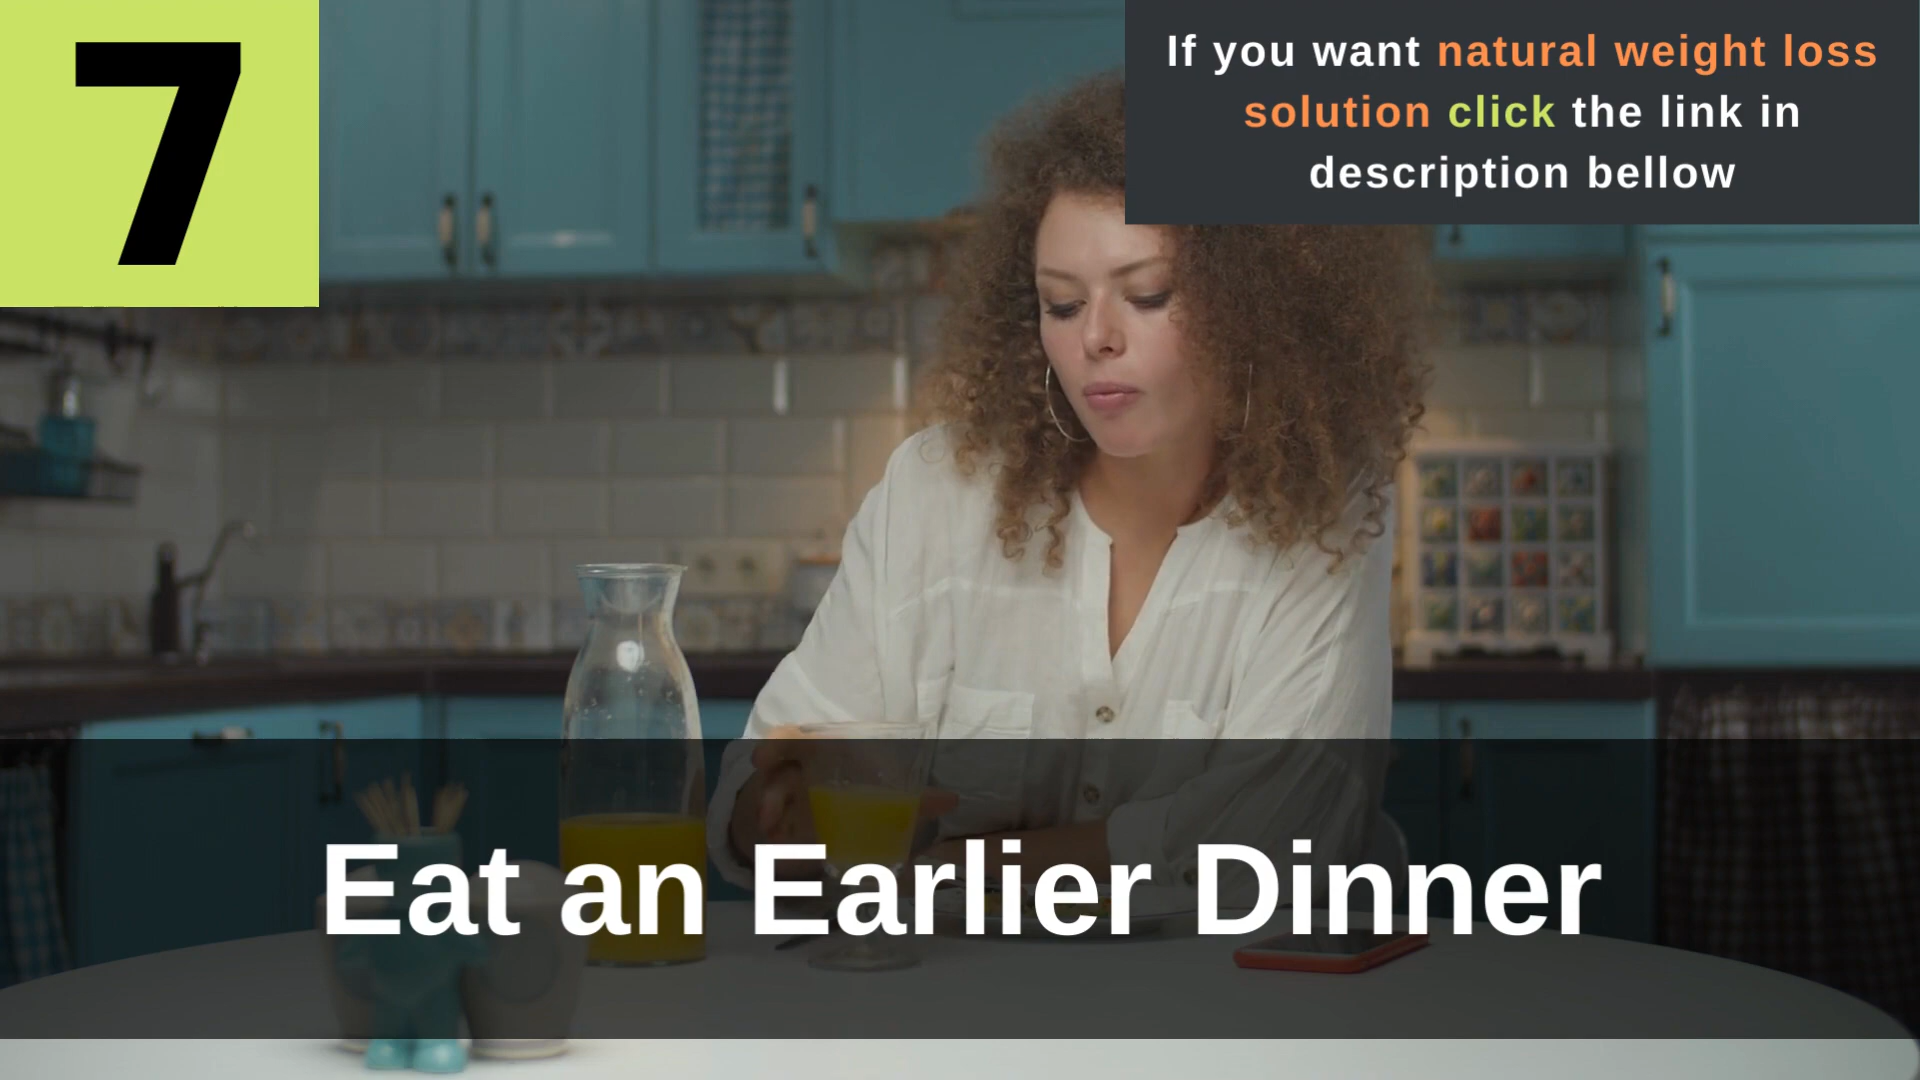 7
If you want natural weight loss
solution click the link in
description bellow
Eat an Earlier Dinner